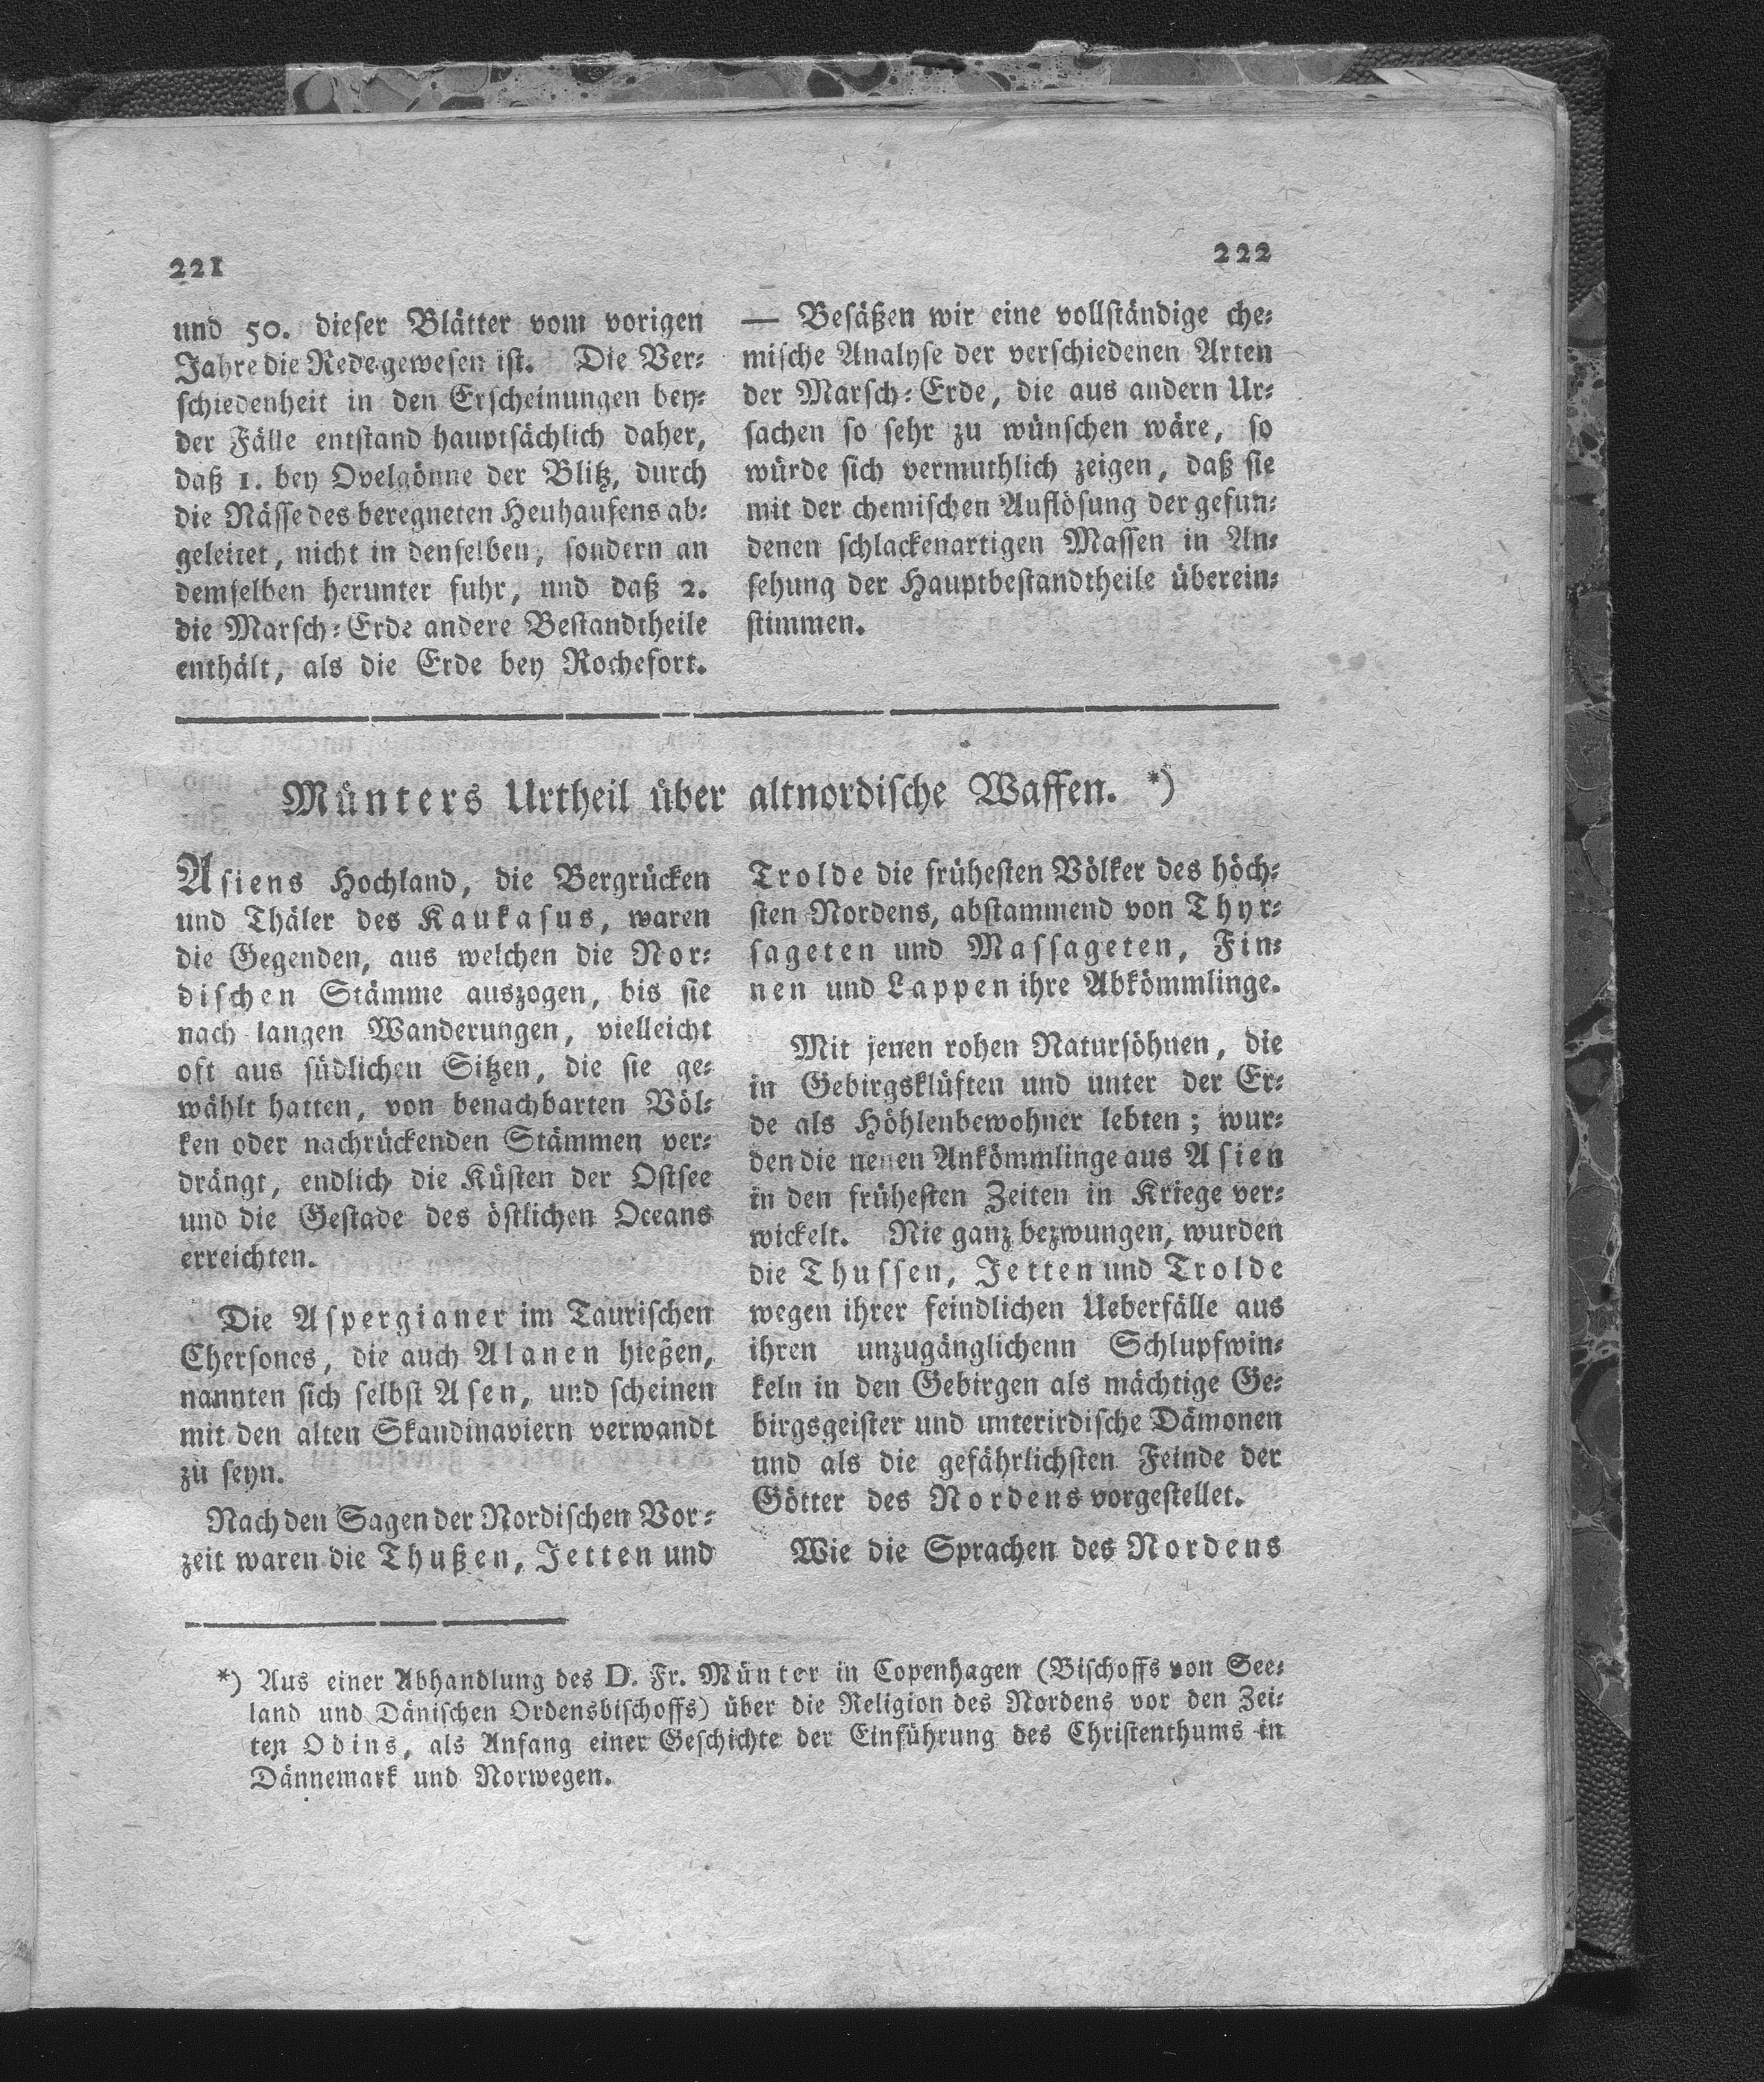 221
und 50. dieser Blätter vom vorigen
Jahre die Rede gewesen ist. Die Ver-
schiedenheit in den Erscheinungen bey-
der Fälle entstand hauptsächlich daher,
daß 1. bey Ovelgönne der Blitz, durch
die Nässe des beregneten Heuhaufens ab-
geleitet, nicht in denselben, sondern an
demselben herunter fuhr, und daß 2.
die Marsch-Erde andere Bestandtheile
enthält, als die Erde bey Rochefort.
222
— Besäßen wir eine vollständige che-
mische Analyse der verschiedenen Arten
der Marsch-Erde, die aus andern Ur-
sachen so sehr zu wünschen wäre, so
würde sich vermuthlich zeigen, daß sie
mit der chemischen Auflösung der gefun-
denen schlackenartigen Massen in An-
sehung der Hauptbestandtheile überein-
stimmen.
Münters Urtheil über altnordische Waffen. *)
Asiens Hochland, die Bergrücken
und Thäler des Kaukasus, waren
die Gegenden, aus welchen die Nor-
dischen Stämme auszogen, bis sie
nach langen Wanderungen, vielleicht
oft aus südlichen Sitzen, die sie ge-
wählt hatten, von benachbarten Völ-
ken oder nachrückenden Stämmen ver-
drängt, endlich die Küsten der Ostsee
und die Gestade des östlichen Oceans
erreichten.
Die Aspergianer im Taurischen
Chersones, die auch Alanen hießen,
nannten sich selbst Asen, und scheinen
mit den alten Skandinaviern verwandt
zu seyn.
Nach den Sagen der Nordischen Vor-
zeit waren die Thußen, Jetten und
Trolde die frühesten Völker des höch-
sten Nordens, abstammend von Thyr-
sageten und Massageten, Fin-
nen und Lappen ihre Abkömmlinge.
Mit jenen rohen Natursöhnen, die
in Gebirgsklüften und unter der Er-
de als Höhlenbewohner lebten; wur-
den die neuen Ankömmlinge aus Asien
in den frühesten Zeiten in Kriege ver-
wickelt. Nie ganz bezwungen, wurden
die Thussen, Jetten und Trolde
wegen ihrer feindlichen Ueberfälle aus
ihren unzugänglichenn Schlupfwin-
keln in den Gebirgen als mächtige Ge-
birgsgeister und unterirdische Dämonen
und als die gefährlichsten Feinde der
Götter des Nordens vorgestellet.
Wie die Sprachen des Nordens
*) Aus einer Abhandlung des D. Fr. Münter in Copenhagen (Bischoffs von See-
land und Dänischen Ordensbischoffs) über die Religion des Nordens vor den Zei-
ten Odins, als Anfang einer Geschichte der Einführung des Christenthums in
Dännemark und Norwegen.